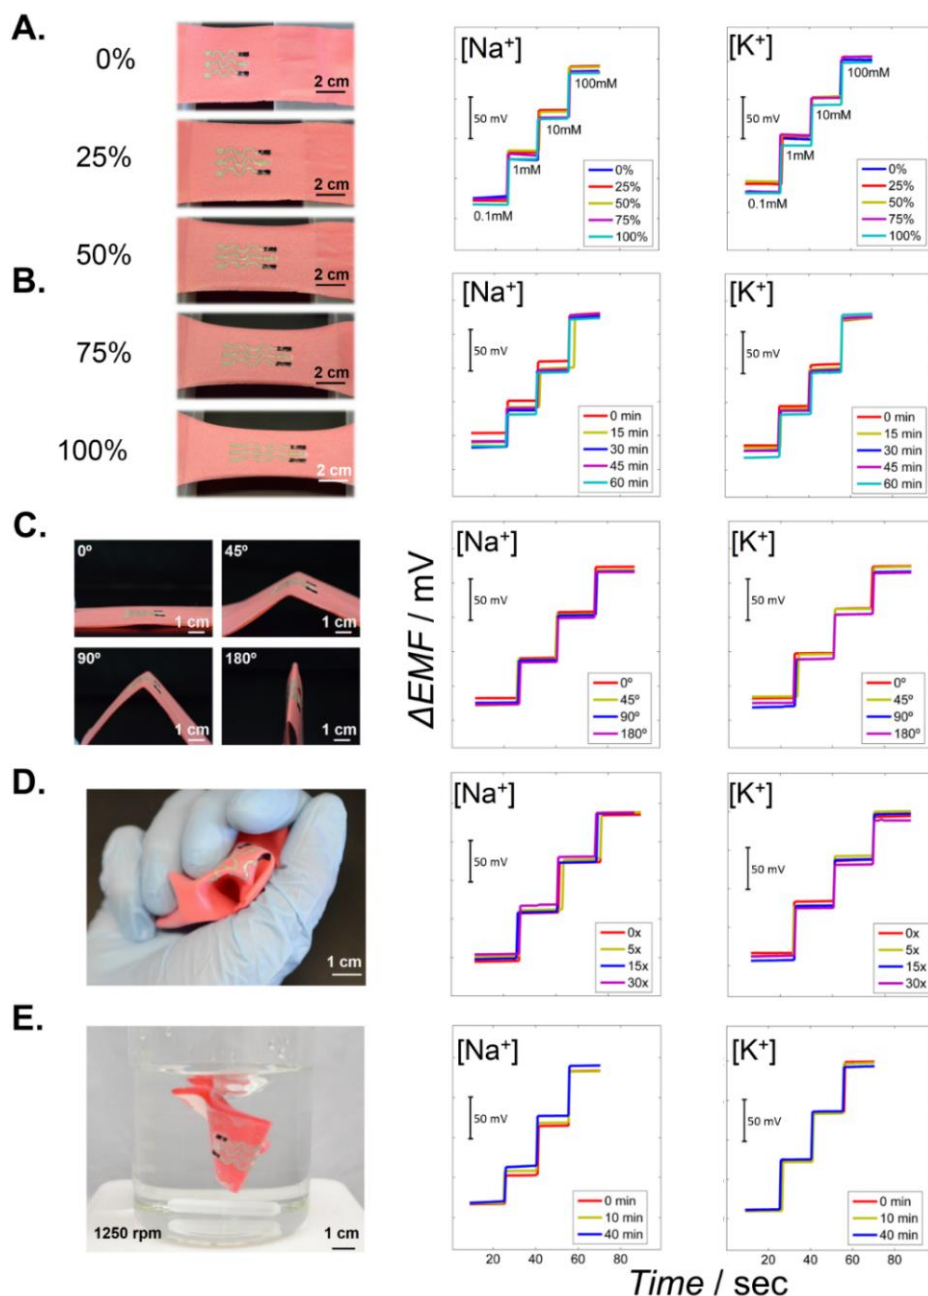 A.
0%
2 cm
25%
2 cm
50%
2 cm
[Na⁺]
50 mV
0.1mM
1mM
10mM
100mM
0%
25%
50%
75%
100%
[K⁺]
50 mV
0.1mM
1mM
10mM
100mM
0%
25%
50%
75%
100%
B.
75%
2 cm
100%
2 cm
[Na⁺]
50 mV
0 min
15 min
30 min
45 min
60 min
[K⁺]
50 mV
0 min
15 min
30 min
45 min
60 min
C.
0º
1 cm
45º
1 cm
90º
1 cm
180º
1 cm
ΔEMF / mV
[Na⁺]
50 mV
0º
45º
90º
180º
[K⁺]
50 mV
0º
45º
90º
180º
D.
1 cm
[Na⁺]
50 mV
0x
5x
15x
30x
[K⁺]
50 mV
0x
5x
15x
30x
E.
1250 rpm
1 cm
[Na⁺]
50 mV
0 min
10 min
40 min
20 40 60 80
[K⁺]
50 mV
0 min
10 min
40 min
20 40 60 80
Time / sec